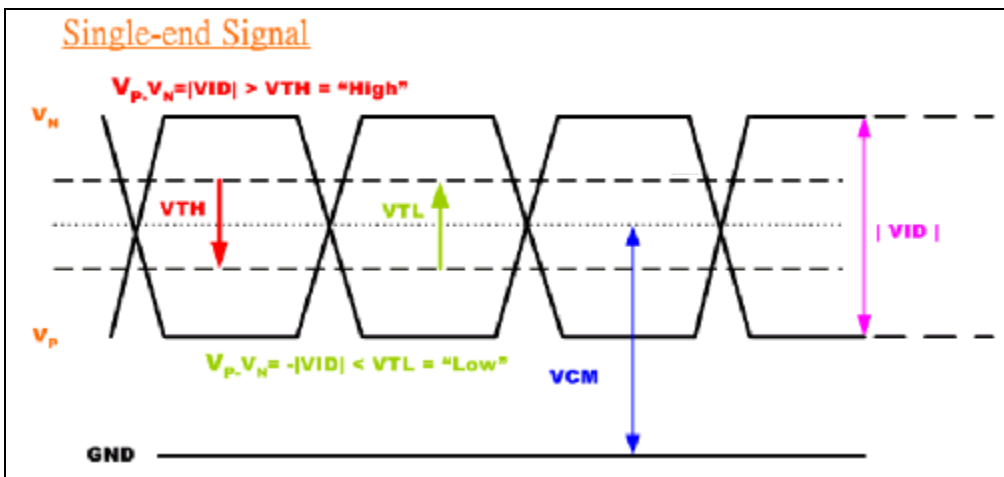 Single-end Signal
VP-VN=|VID| > VTH = “High”
VN
VTH
VTL
| VID |
VP
VP-VN= -|VID| < VTL = “Low”
VCM
GND